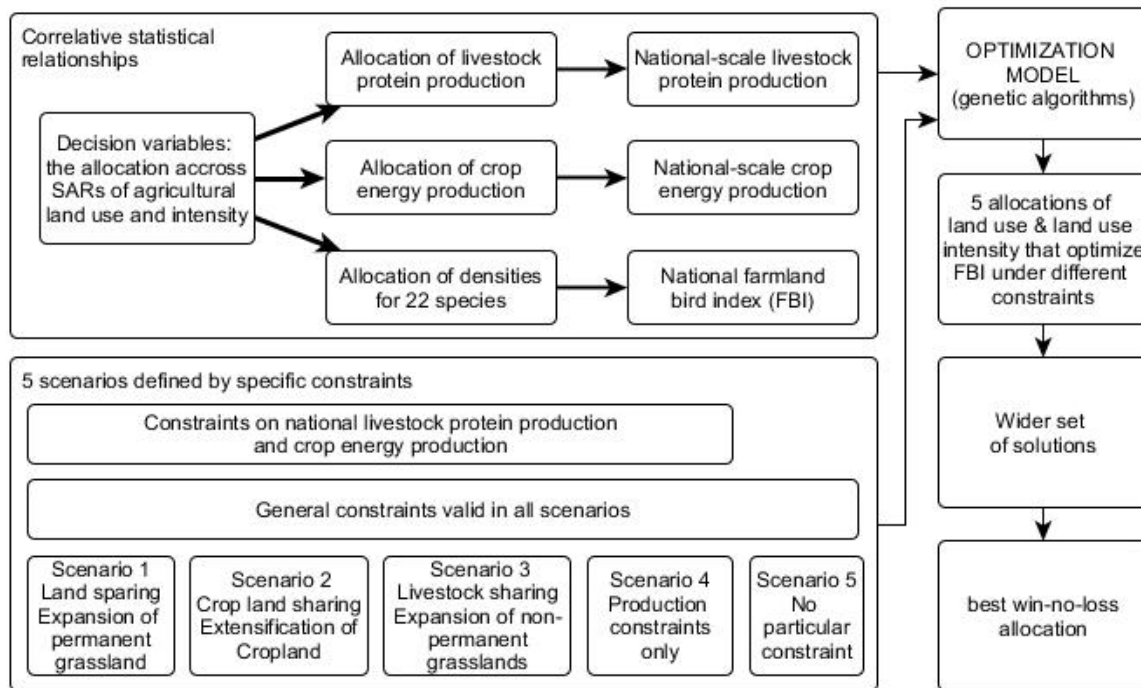 Correlative statistical
relationships
Decision variables:
the allocation accross
SARs of agricultural
land use and intensity
Allocation of livestock
protein production
National-scale livestock
protein production
Allocation of crop
energy production
National-scale crop
energy production
Allocation of densities
for 22 species
National farmland
bird index (FBI)
5 scenarios defined by specific constraints
Constraints on national livestock protein production
and crop energy production
General constraints valid in all scenarios
Scenario 1
Land sparing
Expansion of
permanent
grassland
Scenario 2
Crop land sharing
Extensification of
Cropland
Scenario 3
Livestock sharing
Expansion of non-
permanent
grasslands
Scenario 4
Production
constraints
only
Scenario 5
No
particular
constraint
OPTIMIZATION
MODEL
(genetic algorithms)
5 allocations of
land use & land use
intensity that optimize
FBI under different
constraints
Wider set
of solutions
best win-no-loss
allocation